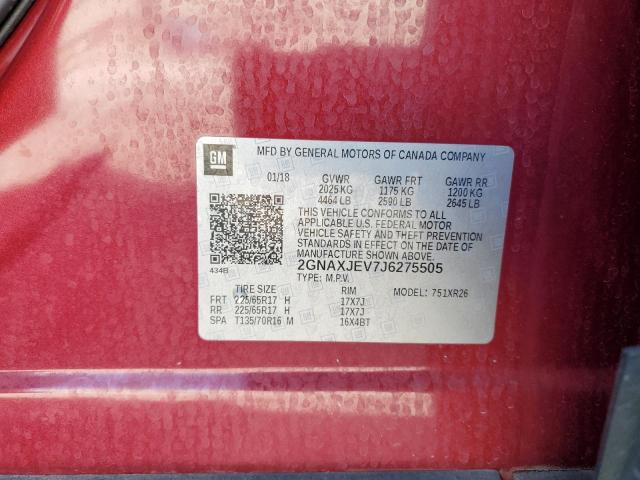 GM MFD BY GENERAL MOTORS OF CANADA COMPANY
01/18 GVWR GAWR FRT GAWR RR
2025 KG 1175 KG 1200 KG
4464 LB 2590 LB 2645 LB
THIS VEHICLE CONFORMS TO ALL
APPLICABLE U.S. FEDERAL MOTOR
VEHICLE SAFETY AND THEFT PREVENTION
STANDARDS IN EFFECT ON THE DATE OF
MANUFACTURE SHOWN ABOVE.
434B 2GNAXJEV7J6275505
TYPE: M.P.V. MODEL: 751XR26
TIRE SIZE RIM
FRT 225/65R17 H 17X7J
RR 225/65R17 H 17X7J
SPA T135/70R16 M 16X4BT